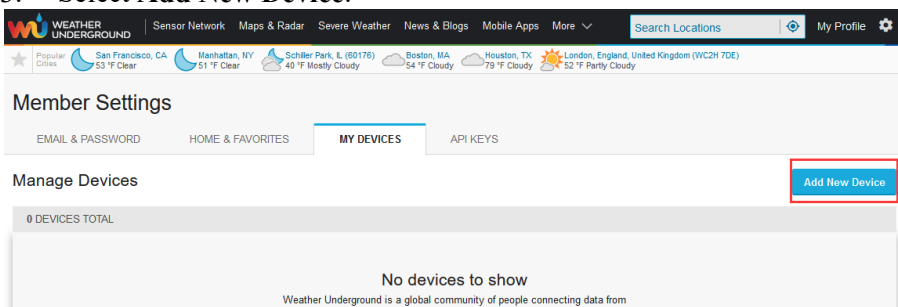 Select Add New Device.
WEATHER UNDERGROUND Sensor Network Maps & Radar Severe Weather News & Blogs Mobile Apps More Search Locations My Profile
Popular Cities
San Francisco, CA
53 °F Clear
Manhattan, NY
51 °F Clear
Schiller Park, IL (60176)
40 °F Mostly Cloudy
Boston, MA
54 °F Cloudy
Houston, TX
79 °F Cloudy
London, England, United Kingdom (WC2H 7DE)
52 °F Partly Cloudy
Member Settings
EMAIL & PASSWORD HOME & FAVORITES MY DEVICES API KEYS
Manage Devices
Add New Device
0 DEVICES TOTAL
No devices to show
Weather Underground is a global community of people connecting data from